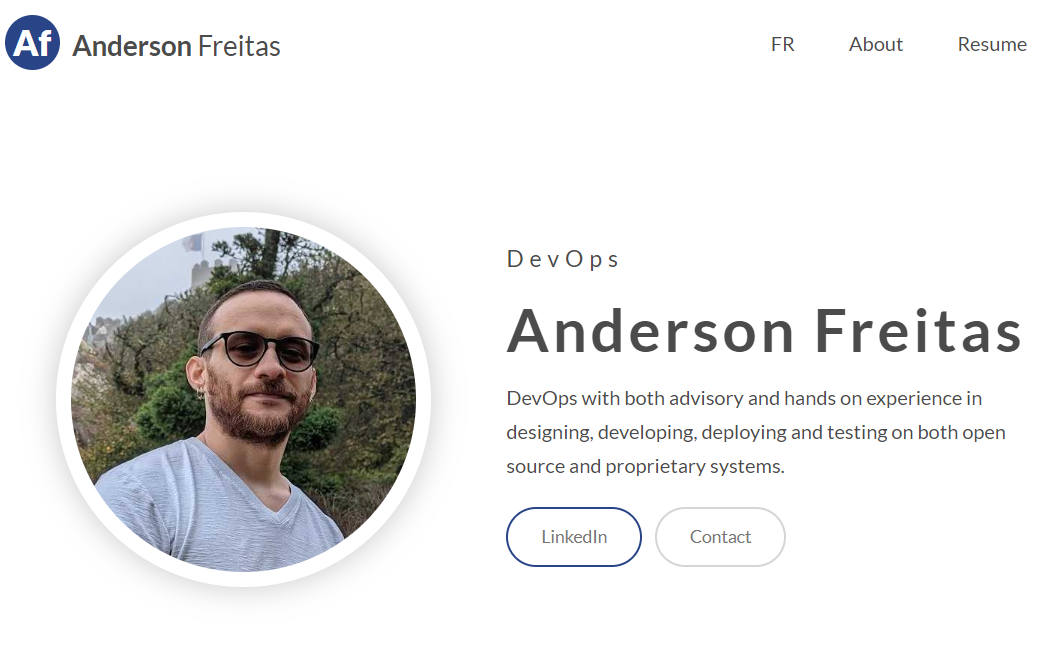 Af Anderson Freitas
FR About Resume
DevOps
Anderson Freitas
DevOps with both advisory and hands on experience in
designing, developing, deploying and testing on both open
source and proprietary systems.
LinkedIn Contact